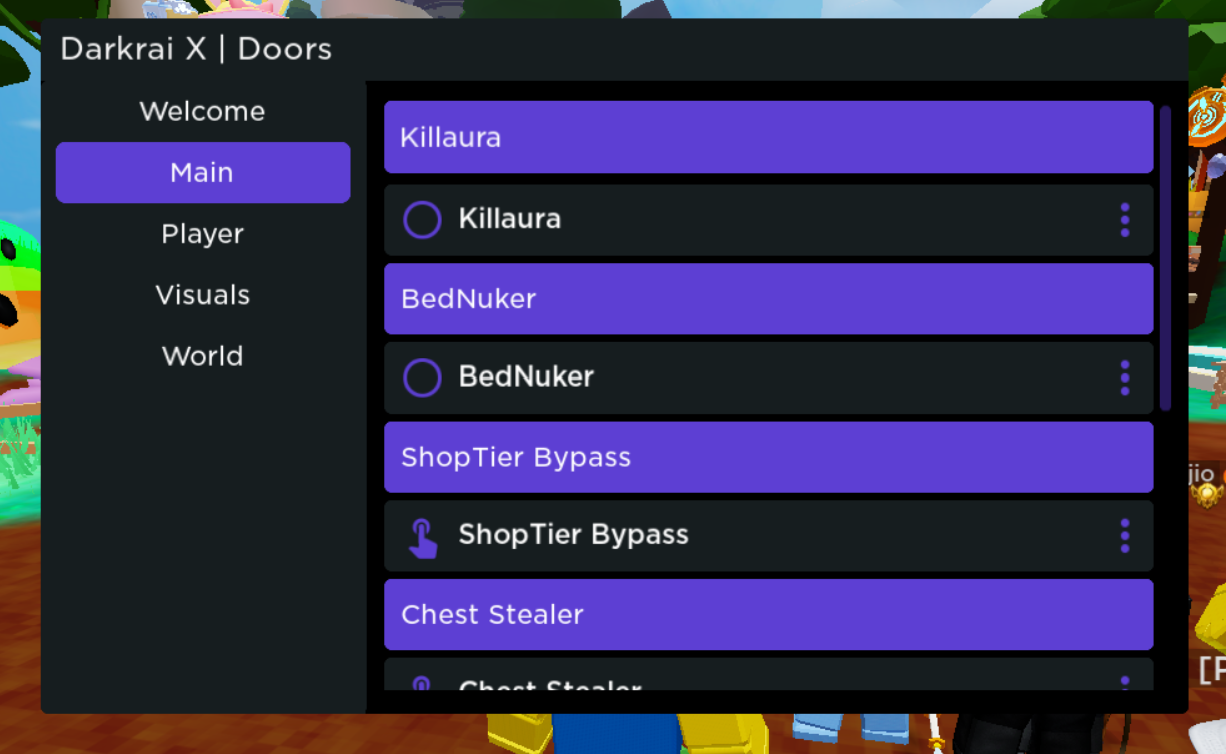 Darkrai X | Doors
Welcome
Main
Player
Visuals
World
Killaura
Killaura
BedNuker
BedNuker
ShopTier Bypass
ShopTier Bypass
Chest Stealer
Chest Stealer
jio
[F